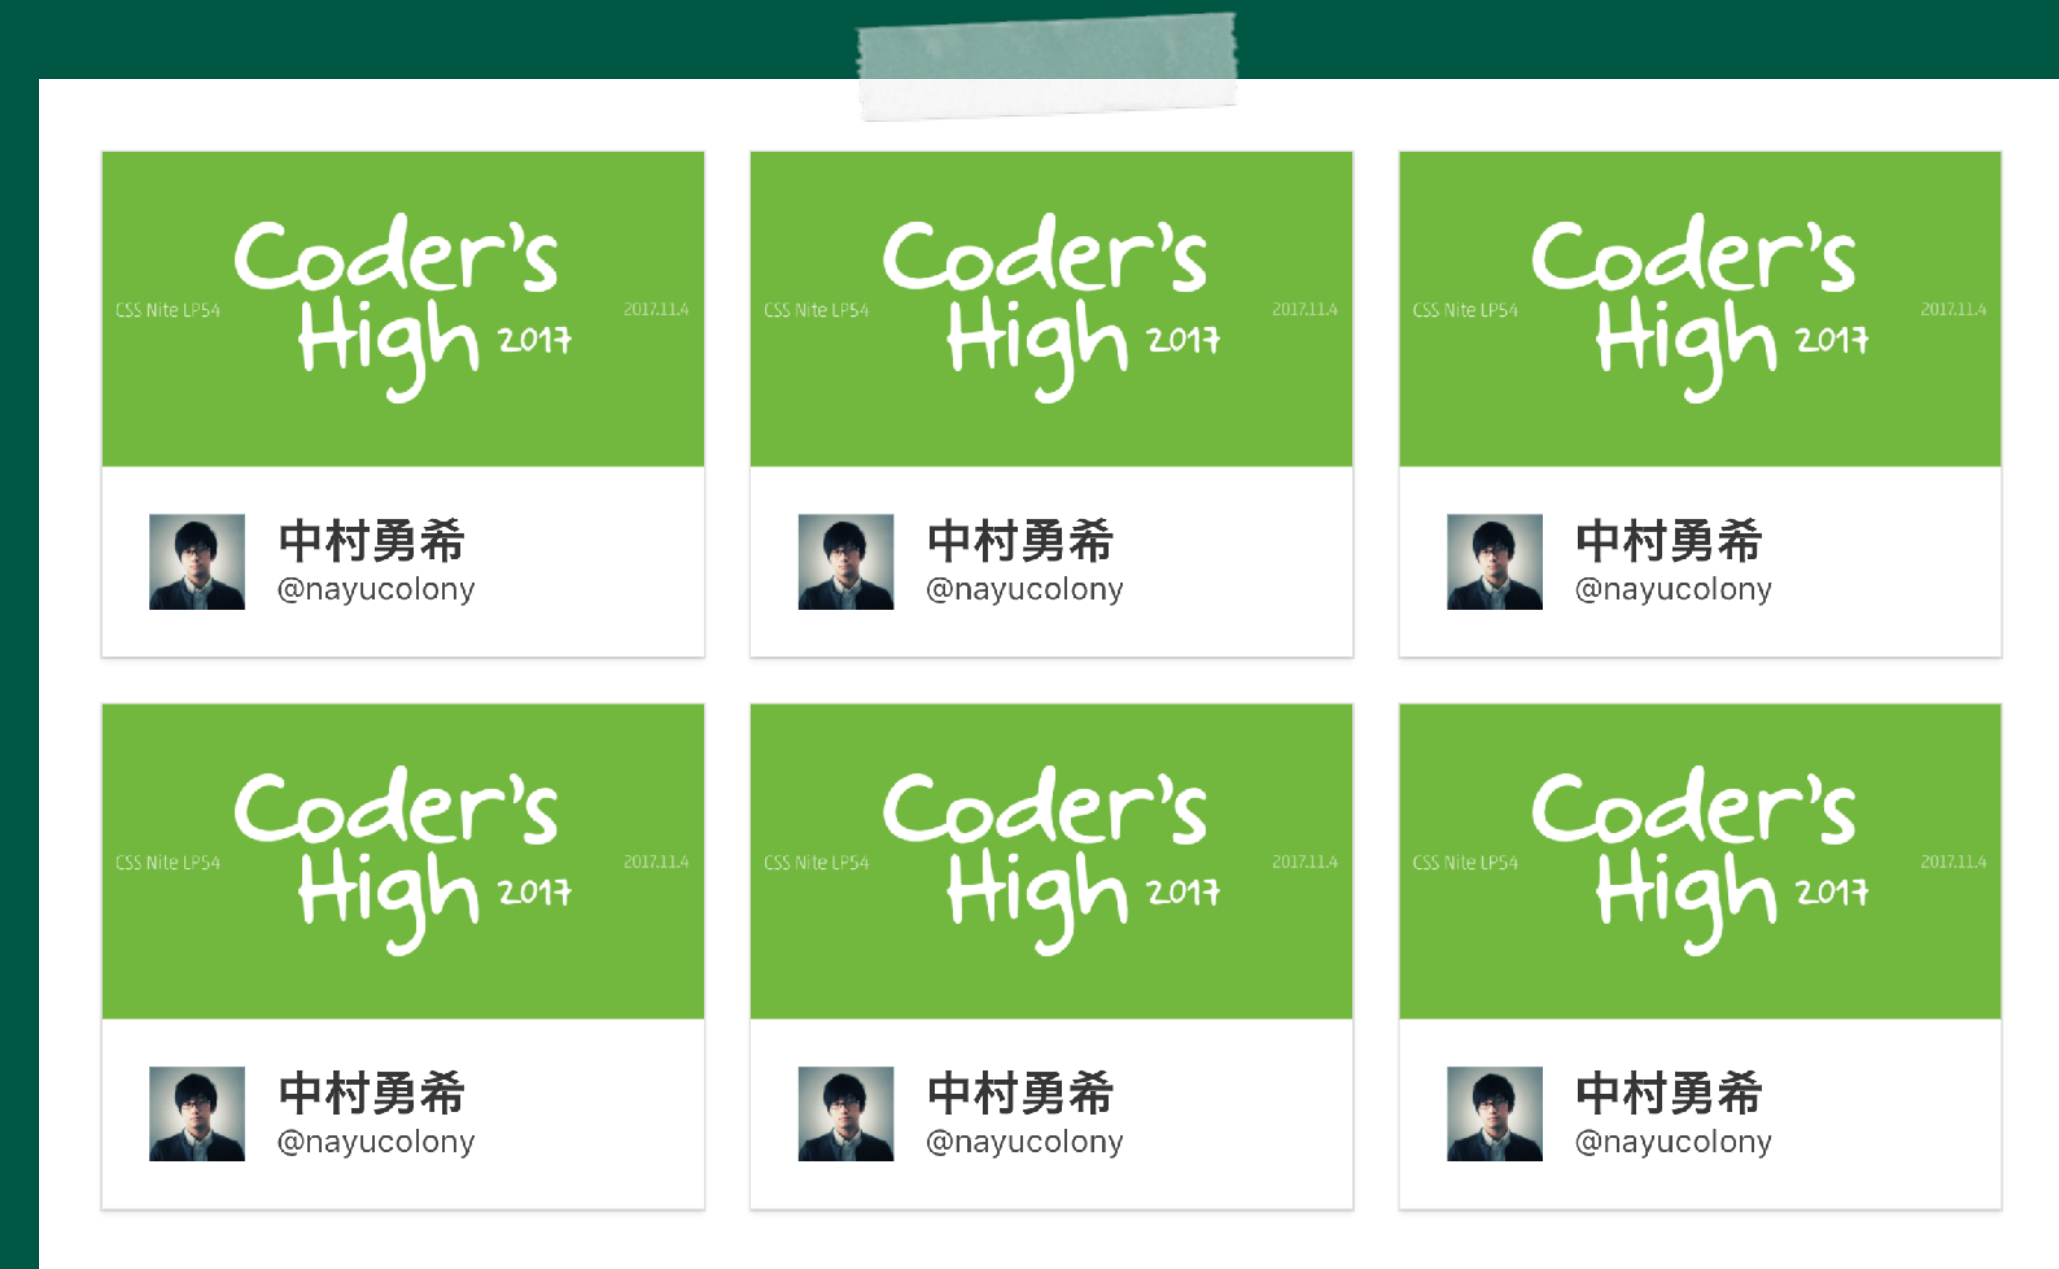 Coder's
High 2017
CSS Nite LP54
2017.11.4
中村勇希
@nayucolony
Coder's
High 2017
CSS Nite LP54
2017.11.4
中村勇希
@nayucolony
Coder's
High 2017
CSS Nite LP54
2017.11.4
中村勇希
@nayucolony
Coder's
High 2017
CSS Nite LP54
2017.11.4
中村勇希
@nayucolony
Coder's
High 2017
CSS Nite LP54
2017.11.4
中村勇希
@nayucolony
Coder's
High 2017
CSS Nite LP54
2017.11.4
中村勇希
@nayucolony